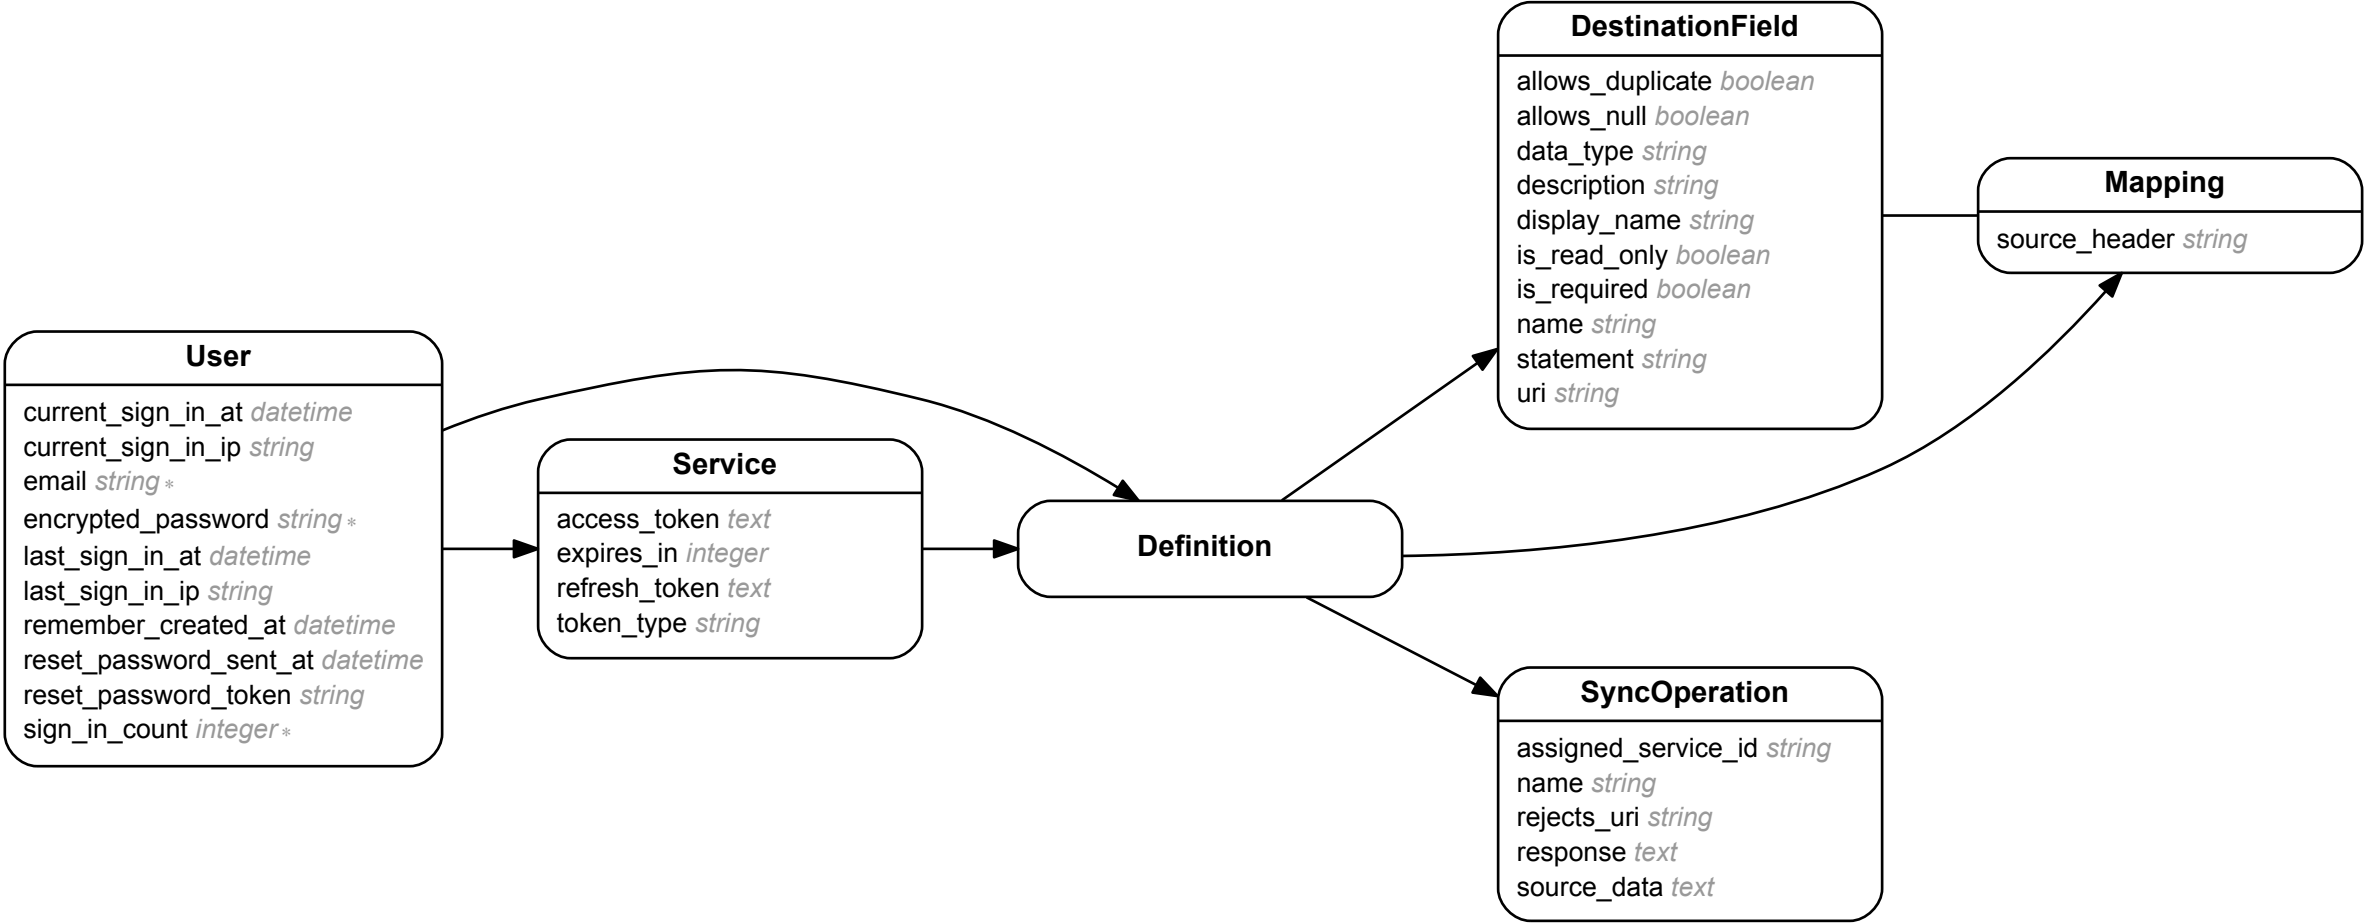 User
current_sign_in_at datetime
current_sign_in_ip string
email string *
encrypted_password string *
last_sign_in_at datetime
last_sign_in_ip string
remember_created_at datetime
reset_password_sent_at datetime
reset_password_token string
sign_in_count integer *
Service
access_token text
expires_in integer
refresh_token text
token_type string
Definition
DestinationField
allows_duplicate boolean
allows_null boolean
data_type string
description string
display_name string
is_read_only boolean
is_required boolean
name string
statement string
uri string
Mapping
source_header string
SyncOperation
assigned_service_id string
name string
rejects_uri string
response text
source_data text